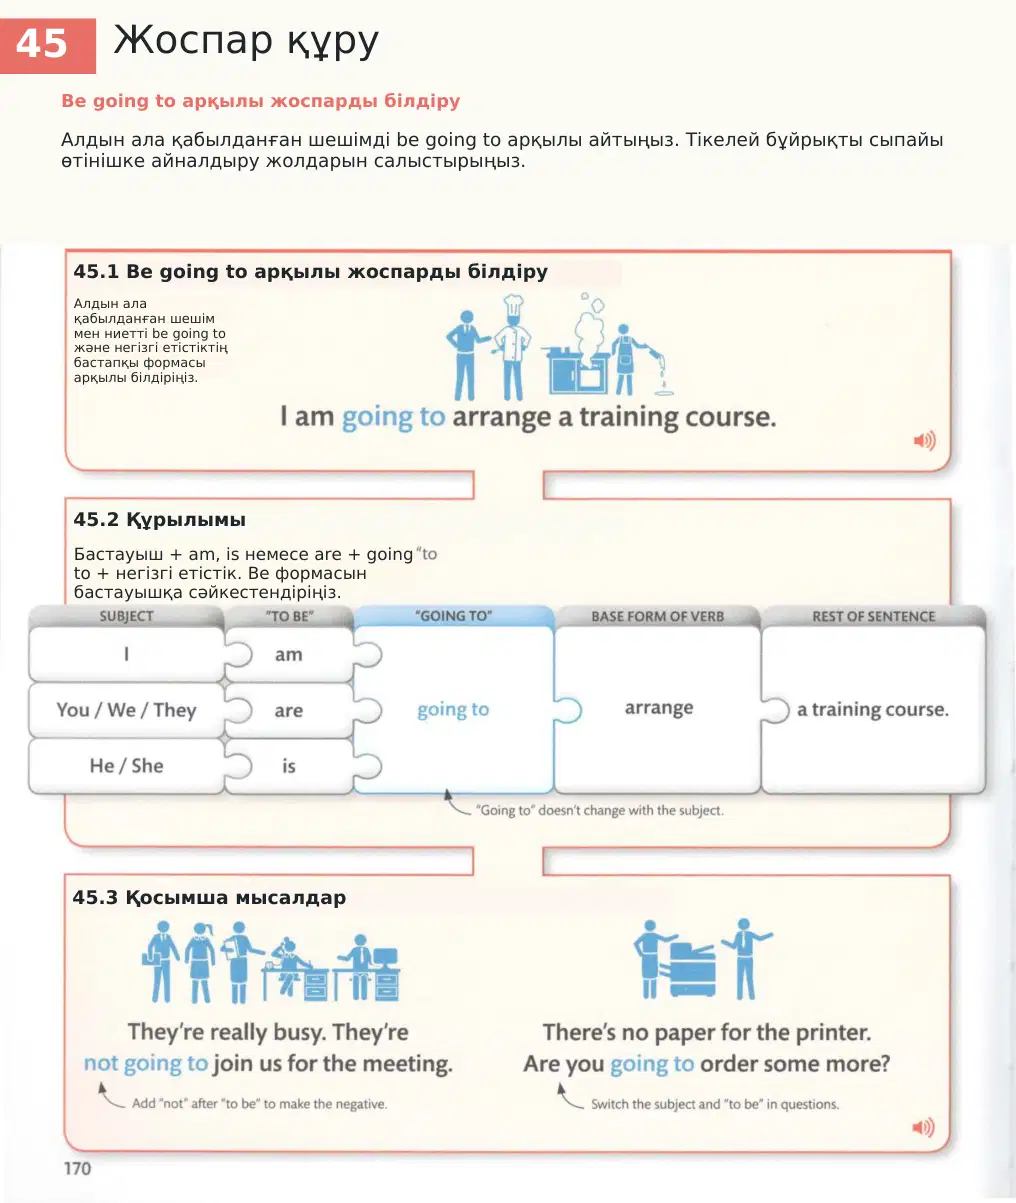 45 Жоспар құру
Be going to арқылы жоспарды білдіру
Алдын ала қабылданған шешімді be going to арқылы айтыңыз. Тікелей бұйрықты сыпайы
өтінішке айналдыру жолдарын салыстырыңыз.
45.1 Be going to арқылы жоспарды білдіру
Алдын ала
қабылданған шешім
мен ниетті be going to
және негізгі етістіктің
бастапқы формасы
арқылы білдіріңіз.
I am going to arrange a training course.
45.2 Құрылымы
Бастауыш + am, is немесе are + going "to
to + негізгі етістік. Be формасын
бастауышқа сәйкестендіріңіз.
SUBJECT "TO BE" "GOING TO" BASE FORM OF VERB REST OF SENTENCE
I am
You / We / They are going to arrange a training course.
He / She is
"Going to" doesn't change with the subject.
45.3 Қосымша мысалдар
They're really busy. They're
not going to join us for the meeting.
Add "not" after "to be" to make the negative.
There's no paper for the printer.
Are you going to order some more?
Switch the subject and "to be" in questions.
170